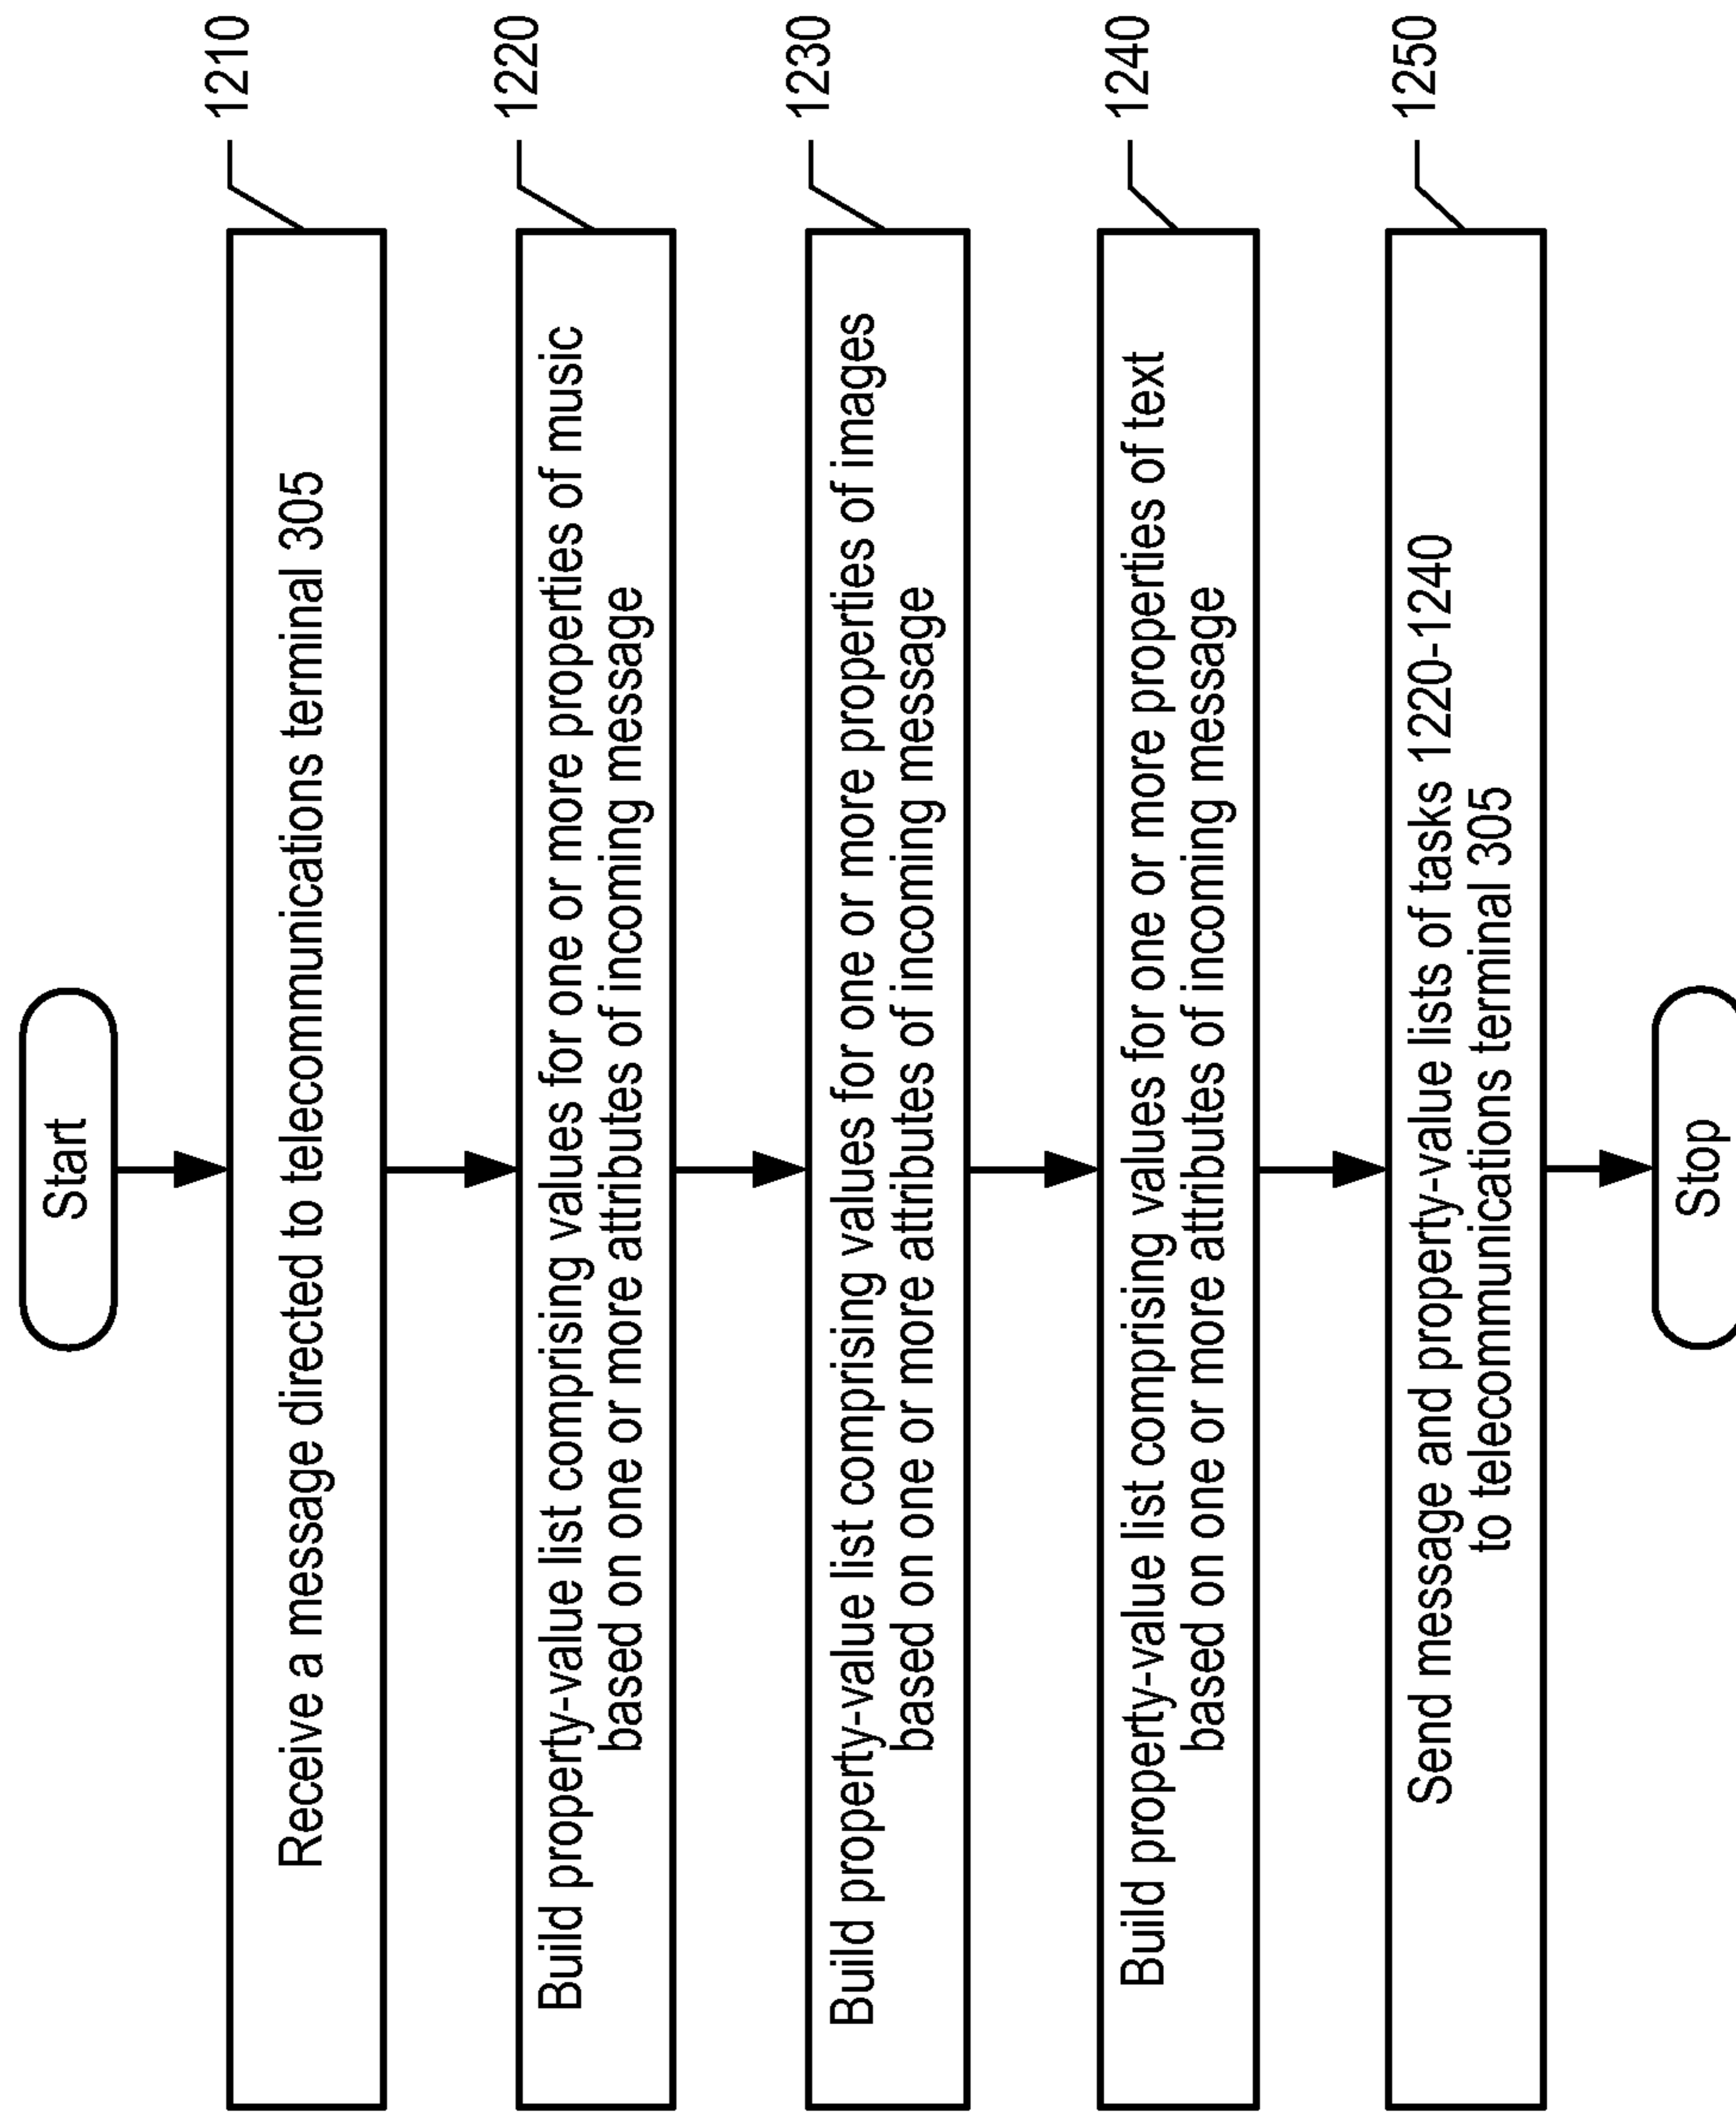 Start
1210
Receive a message directed to telecommunications terminal 305
1220
Build property-value list comprising values for one or more properties of music
based on one or more attributes of incoming message
1230
Build property-value list comprising values for one or more properties of images
based on one or more attributes of incoming message
1240
Build property-value list comprising values for one or more properties of text
based on one or more attributes of incoming message
1250
Send message and property-value lists of tasks 1220-1240
to telecommunications terminal 305
Stop